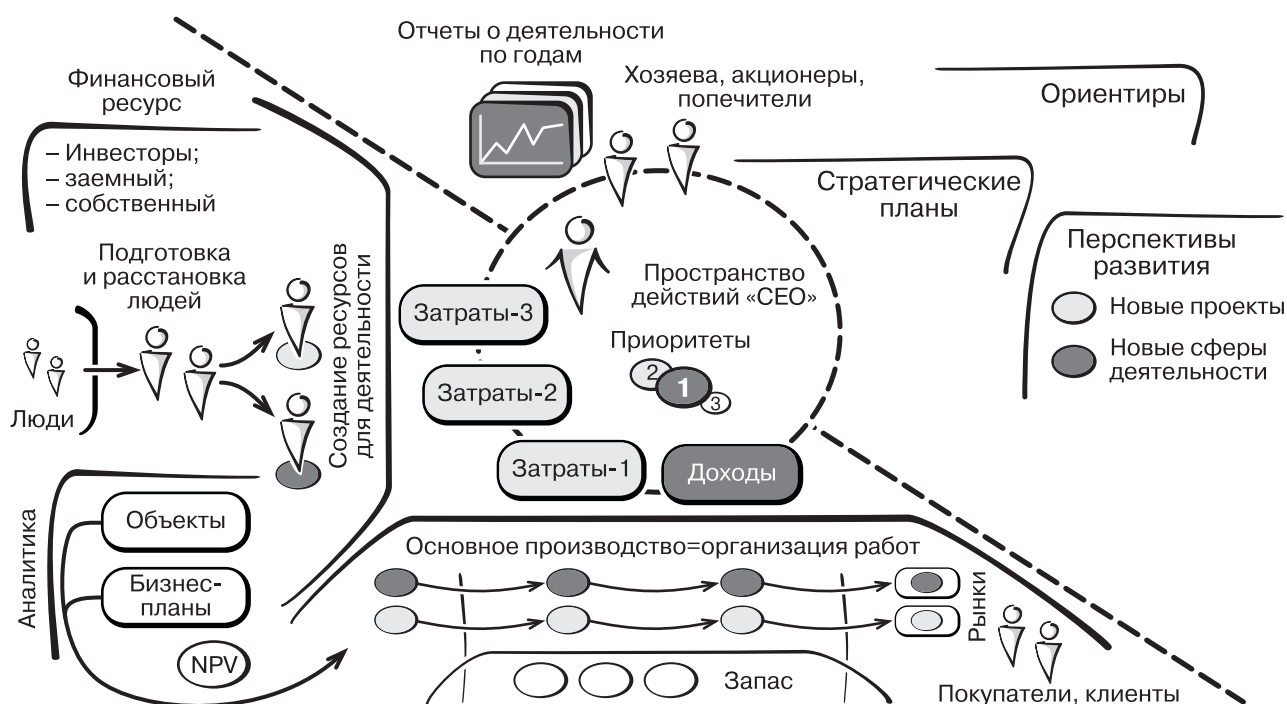 Отчеты о деятельности
по годам
Финансовый
ресурс
Хозяева, акционеры,
попечители
Ориентиры
– Инвесторы;
– заемный;
– собственный
Стратегические
планы
Перспективы
развития
Новые проекты
Новые сферы
деятельности
Подготовка
и расстановка
людей
Люди
Создание ресурсов
для деятельности
Пространство
действий «CEO»
Приоритеты
2
1
3
Затраты-3
Затраты-2
Затраты-1
Доходы
Аналитика
Объекты
Бизнес-
планы
NPV
Основное производство=организация работ
Рынки
Запас
Покупатели, клиенты